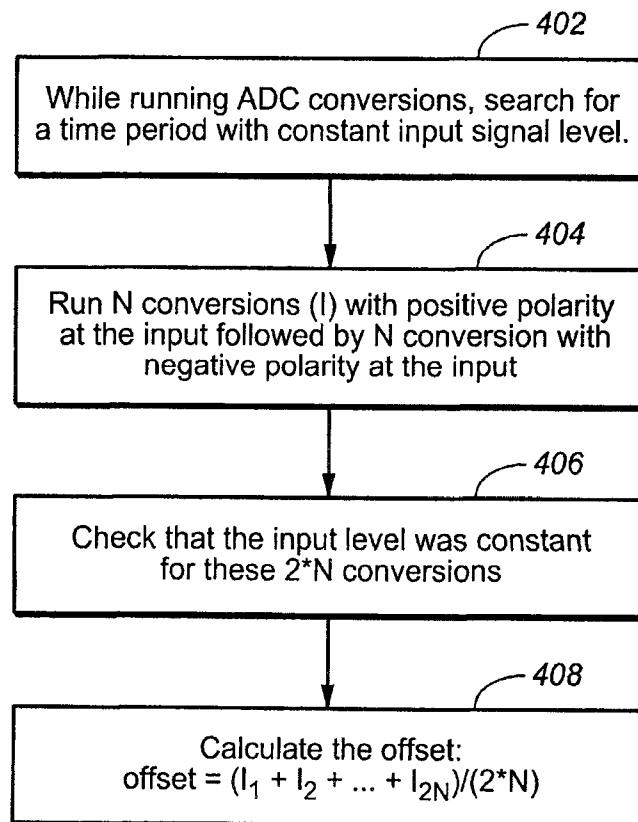 402
While running ADC conversions, search for
a time period with constant input signal level.
404
Run N conversions (I) with positive polarity
at the input followed by N conversion with
negative polarity at the input
406
Check that the input level was constant
for these 2*N conversions
408
Calculate the offset:
offset = (I₁ + I₂ + ... + I₂ₙ)/(2*N)